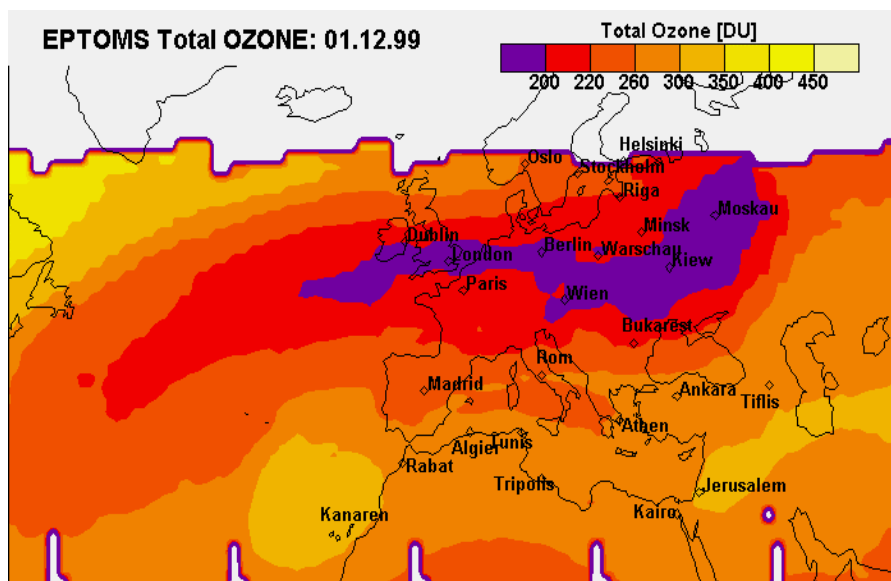 EPTOMS Total OZONE: 01.12.99
Total Ozone [DU]
200 220 260 300 350 400 450
Helsinki
Oslo
Stockholm
Riga
Moskau
Minsk
Dublin
Berlin
Warschau
London
Kiew
Paris
Wien
Bukarest
Rom
Madrid
Ankara
Tiflis
Athen
Algier
Tunis
Rabat
Tripolis
Jerusalem
Kanaren
Kairo